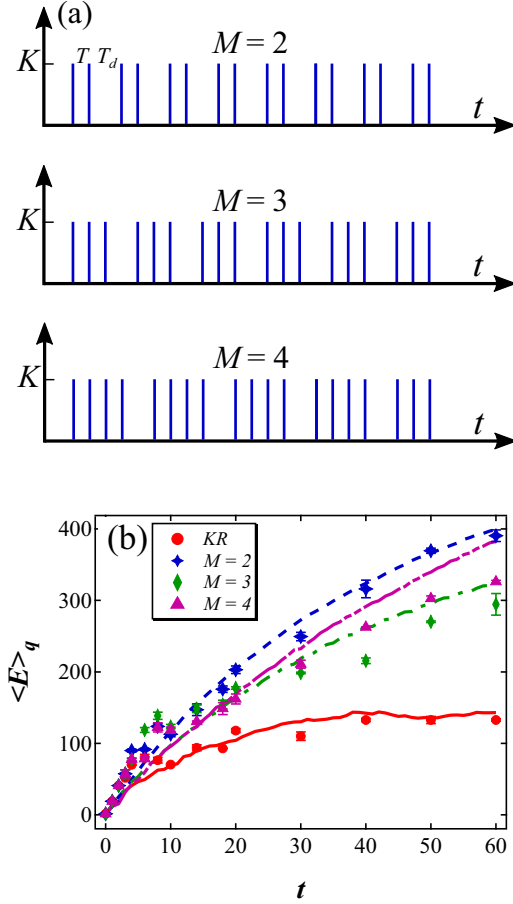 (a)
M = 2
K
T T_d
t
M = 3
K
t
M = 4
K
t
(b)
KR
M = 2
M = 3
M = 4
400
300
200
100
0
<E>_q
0 10 20 30 40 50 60
t